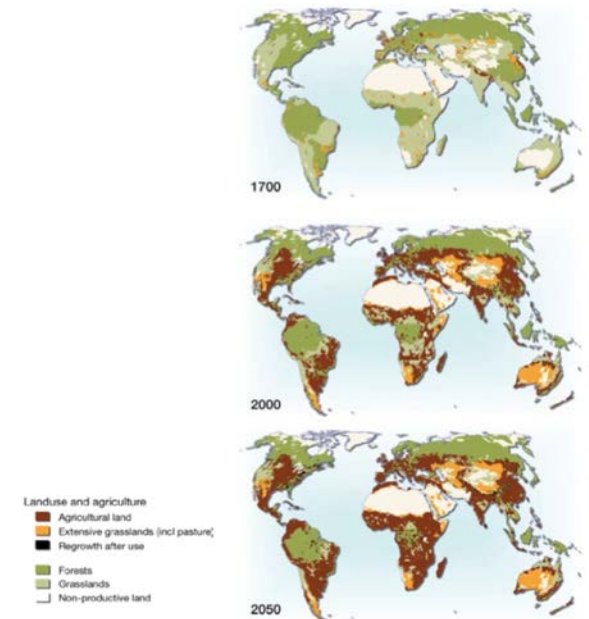 1700
2000
Landuse and agriculture
Agricultural land
Extensive grasslands (incl pasture)
Regrowth after use
Forests
Grasslands
Non-productive land
2050